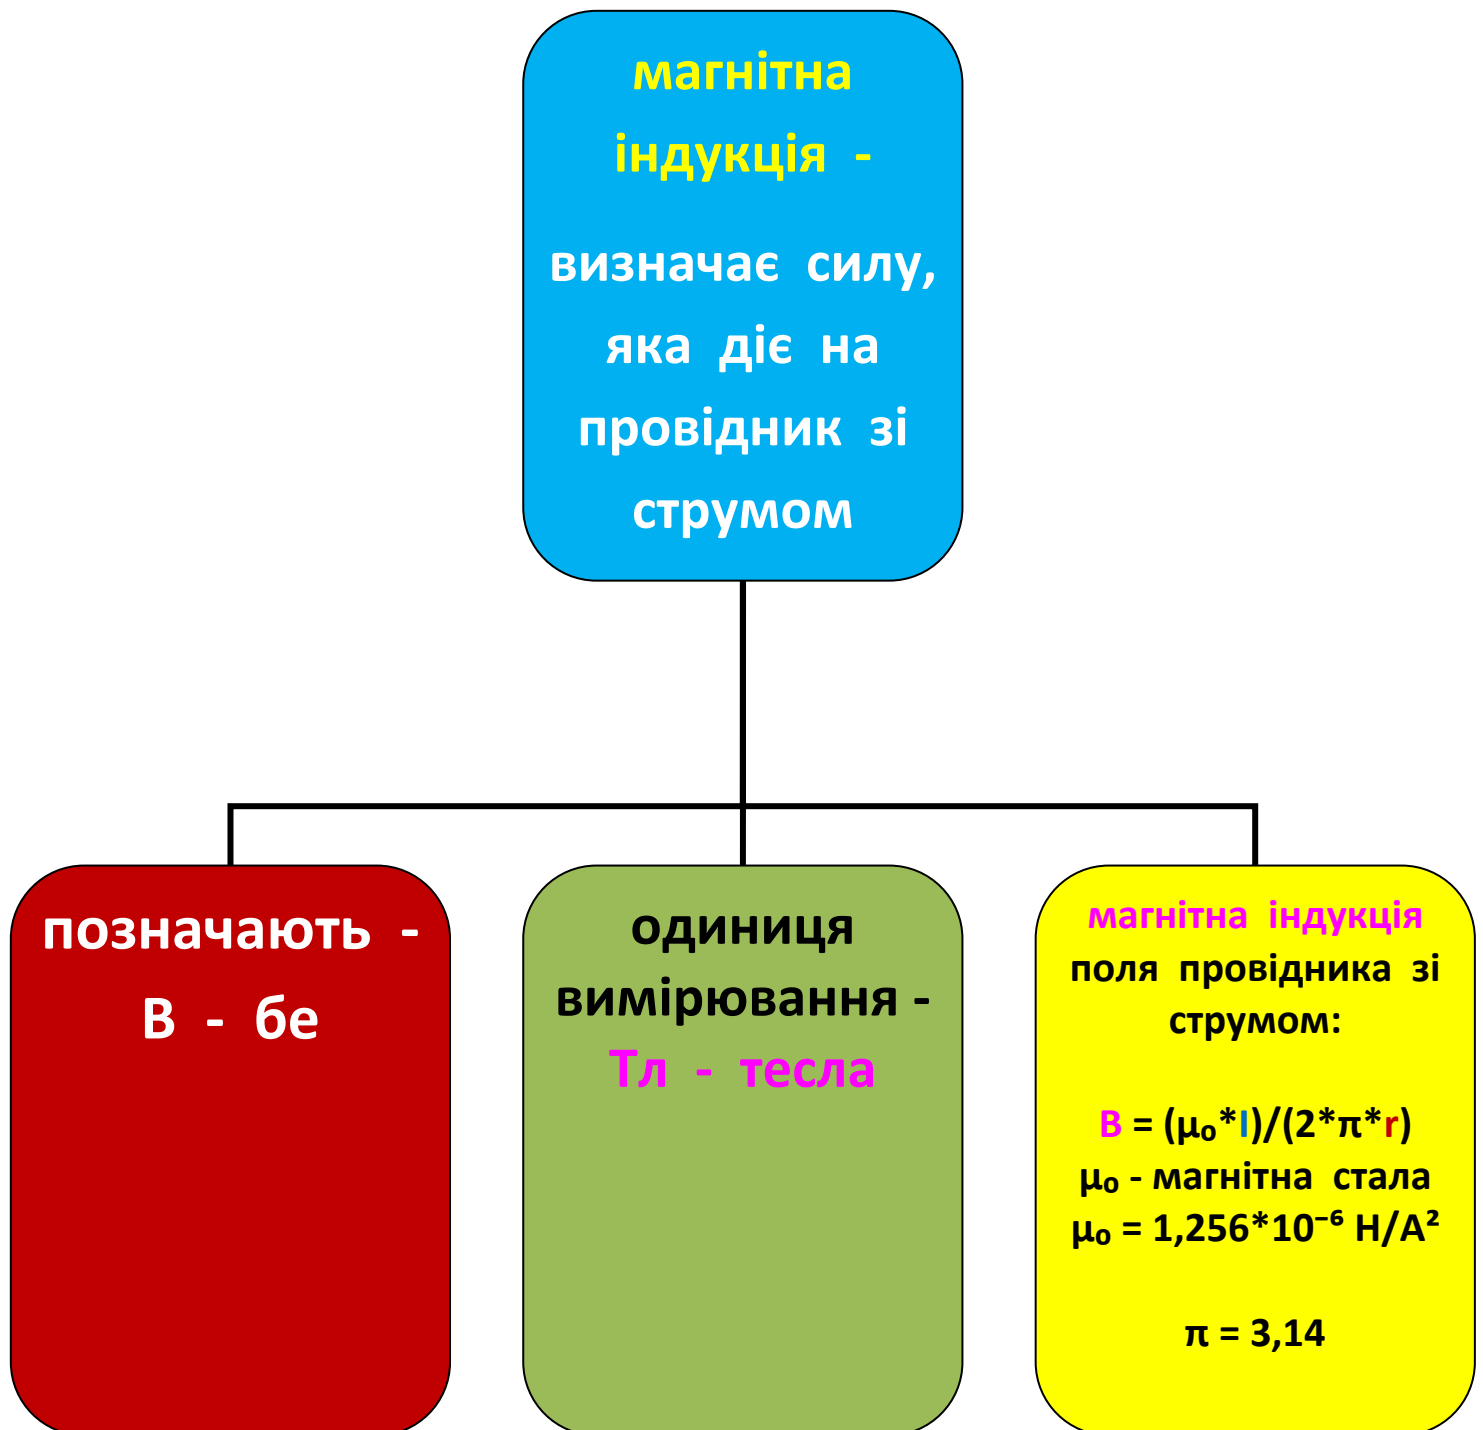 магнітна
індукція -
визначає силу,
яка діє на
провідник зі
струмом
позначають -
В - бе
одиниця
вимірювання -
Тл - тесла
магнітна індукція
поля провідника зі
струмом:
В = (μ₀*I)/(2*π*r)
μ₀ - магнітна стала
μ₀ = 1,256*10⁻⁶ Н/А²
π = 3,14